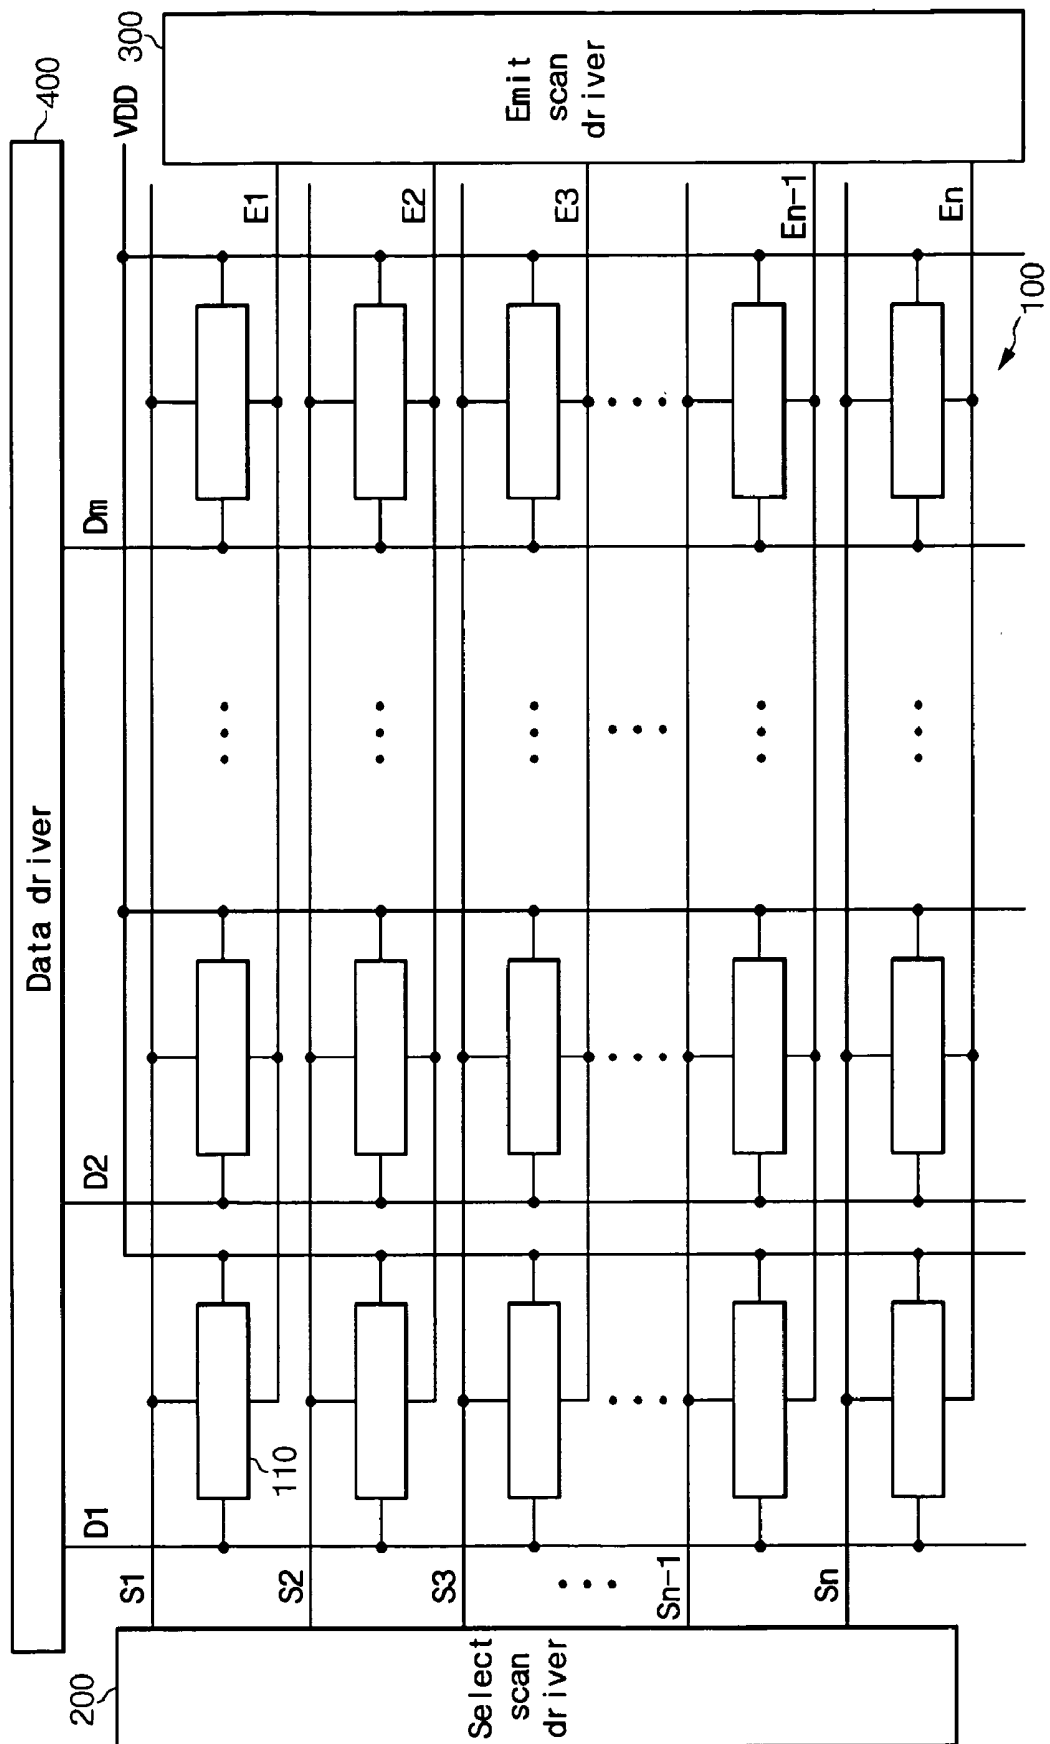 400
Data driver
D1
D2
Dm
VDD
300
200
Select
scan
driver
Emit
scan
driver
S1
E1
110
S2
E2
S3
E3
Sn-1
En-1
Sn
En
100